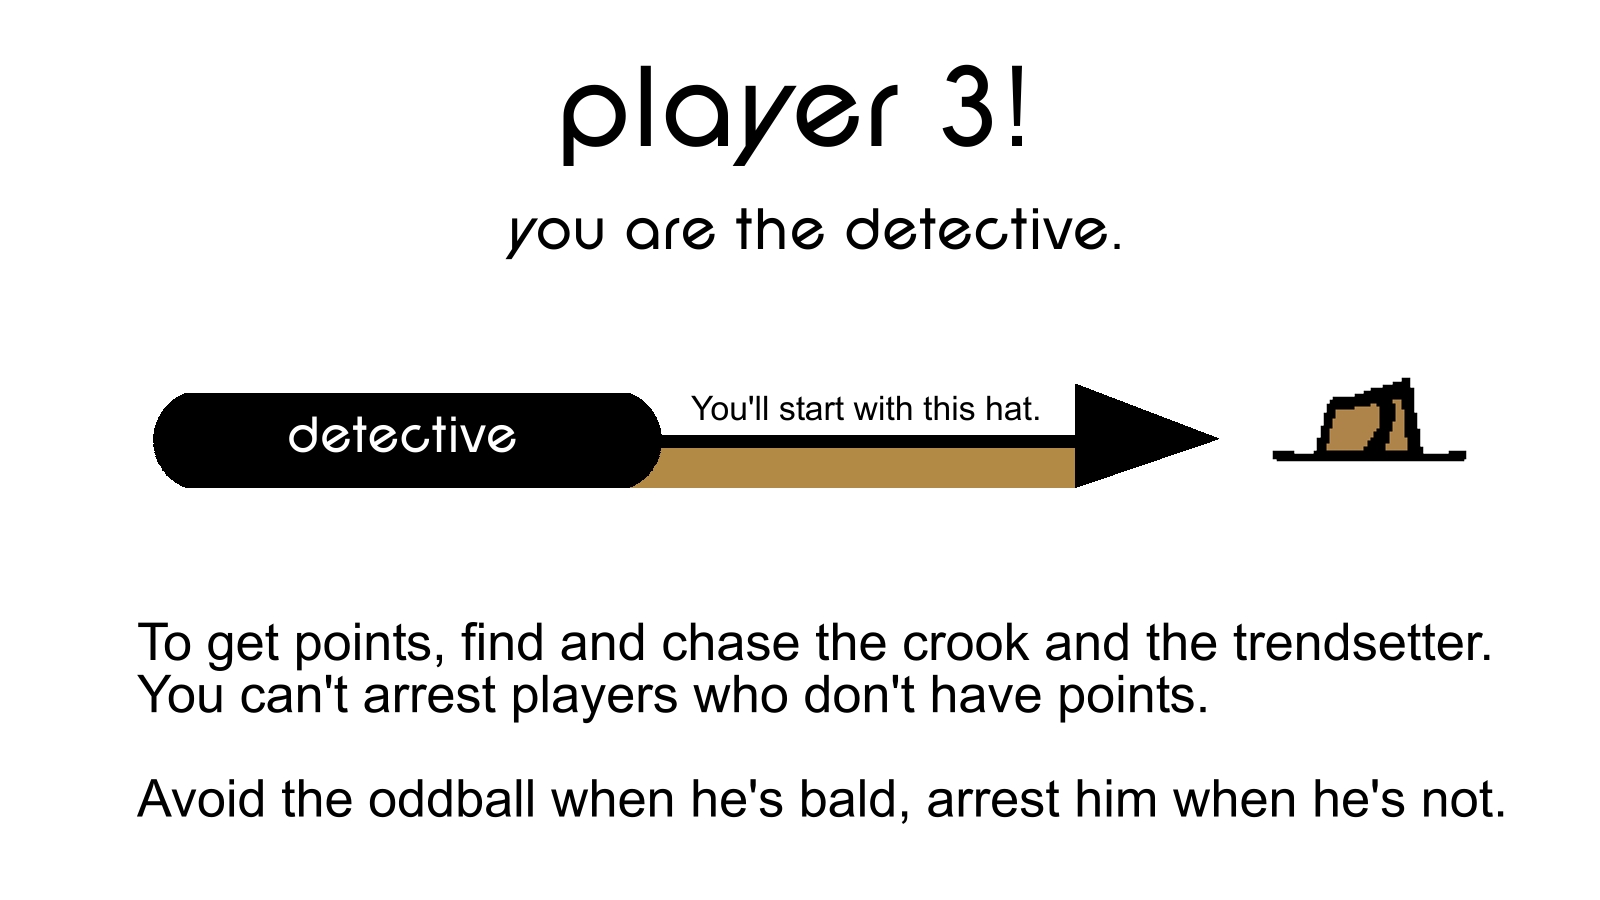 player 3!
you are the detective.
You'll start with this hat.
detective
To get points, find and chase the crook and the trendsetter.
You can't arrest players who don't have points.
Avoid the oddball when he's bald, arrest him when he's not.